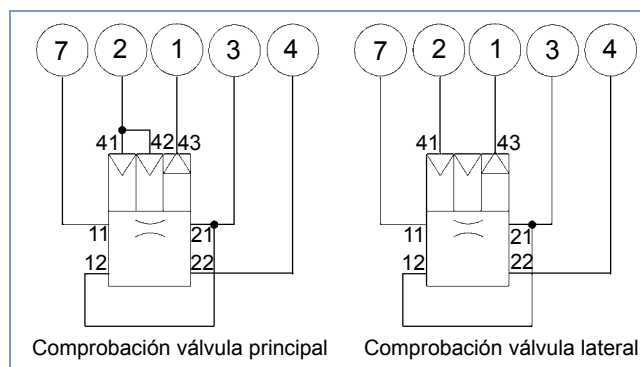 7 2 1 3 4
41 42 43
11 21
12 22
Comprobación válvula principal
7 2 1 3 4
41 43
11 21
12 22
Comprobación válvula lateral